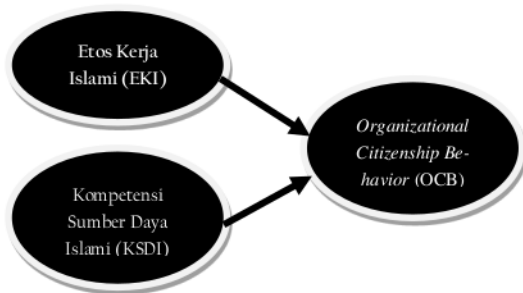 Etos Kerja
Islami (EKI)
Organizational
Citizenship Be-
havior (OCB)
Kompetensi
Sumber Daya
Islami (KSDI)